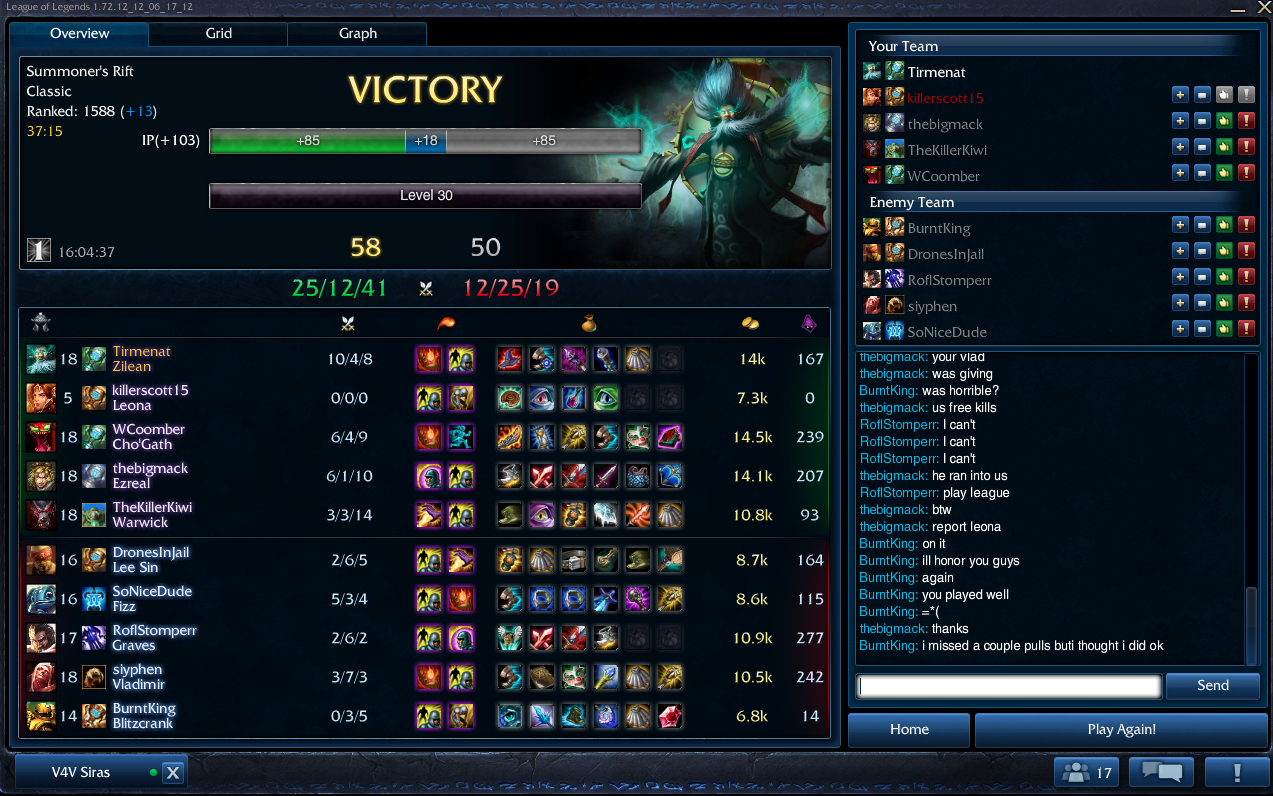 League of Legends 1.72.12_12_06_17_12
Overview Grid Graph
Summoner's Rift
Classic
Ranked: 1588 (+13)
37:15
VICTORY
IP(+103) +85 +18 +85
Level 30
1 16:04:37
58 50
25/12/41 12/25/19
18 Tirmenat 10/4/8 14k 167
Zilean
5 killerscott15 0/0/0 7.3k 0
Leona
18 WCoomber 6/4/9 14.5k 239
Cho'Gath
18 thebigmack 6/1/10 14.1k 207
Ezreal
18 TheKillerKiwi 3/3/14 10.8k 93
Warwick
16 DronesInJail 2/6/5 8.7k 164
Lee Sin
16 SoNiceDude 5/3/4 8.6k 115
Fizz
17 RoflStomperr 2/6/2 10.9k 277
Graves
18 siyphen 3/7/3 10.5k 242
Vladimir
14 BurntKing 0/3/5 6.8k 14
Blitzcrank
Your Team
Tirmenat
killerscott15
thebigmack
TheKillerKiwi
WCoomber
Enemy Team
BurntKing
DronesInJail
RoflStomperr
siyphen
SoNiceDude
thebigmack: your vlad
thebigmack: was giving
BurntKing: was horrible?
thebigmack: us free kills
RoflStomperr: I can't
RoflStomperr: I can't
RoflStomperr: I can't
thebigmack: he ran into us
RoflStomperr: play league
thebigmack: btw
thebigmack: report leona
BurntKing: on it
BurntKing: ill honor you guys
BurntKing: again
BurntKing: you played well
BurntKing: =*(
thebigmack: thanks
BurntKing: i missed a couple pulls buti thought i did ok
Send
Home Play Again!
V4V Siras X 17 !